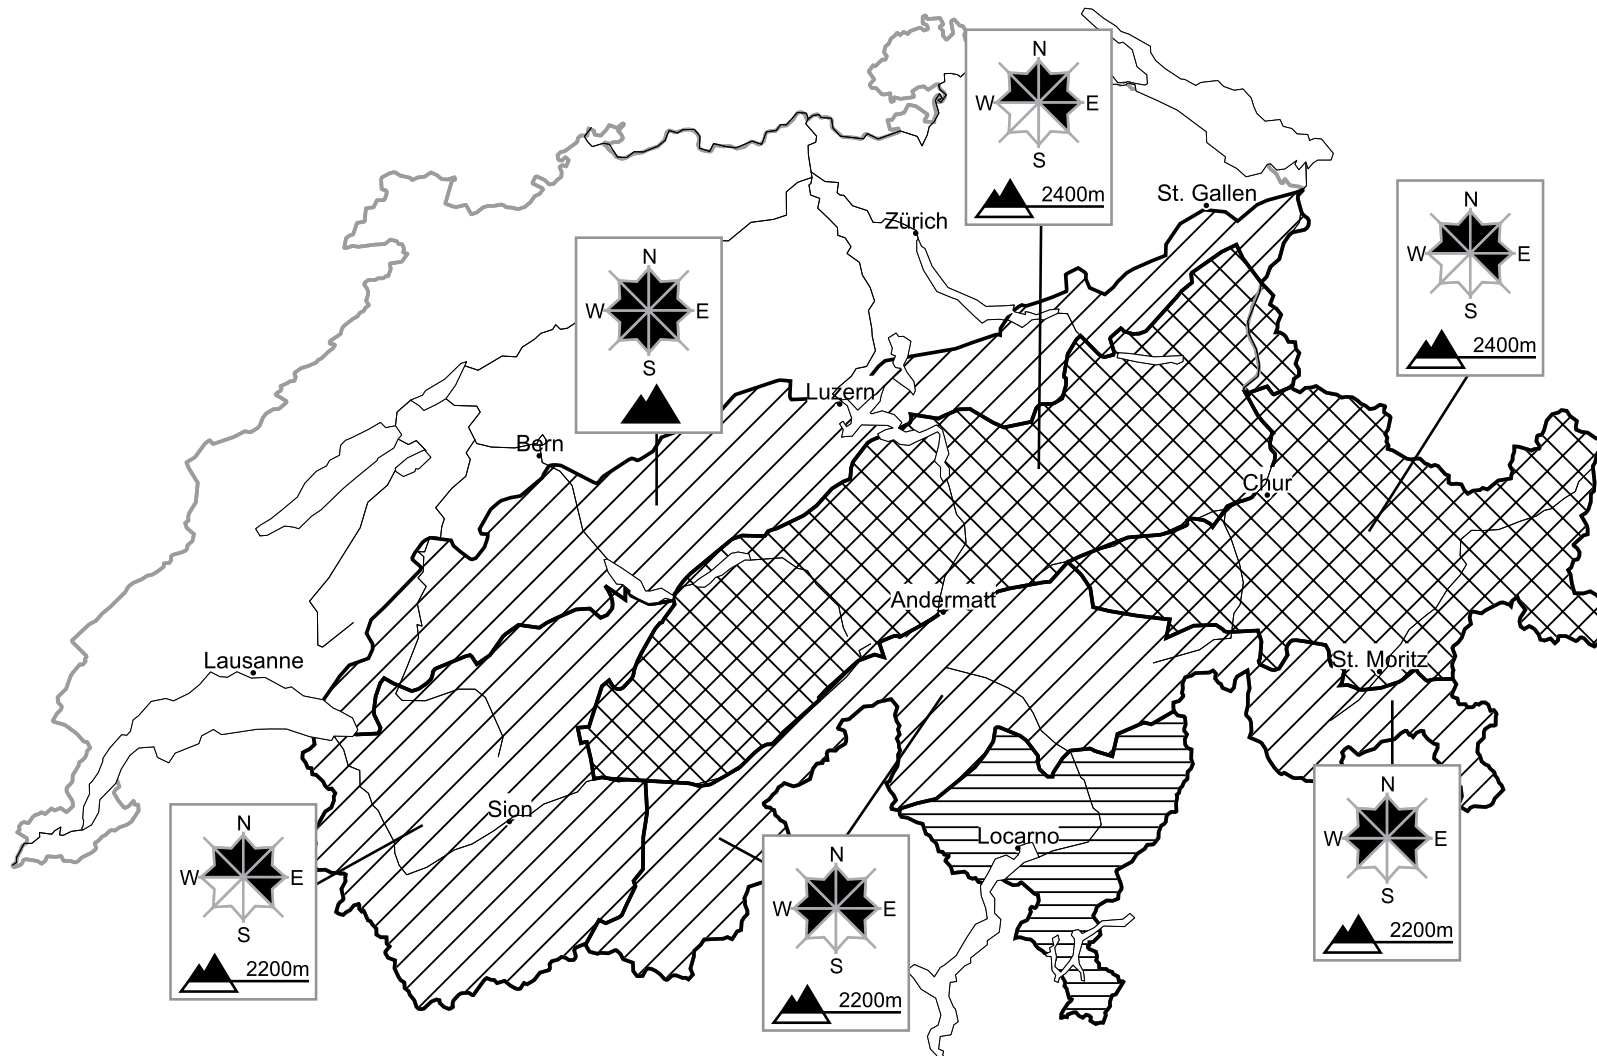 N
W E
S
2400m
St. Gallen
Zürich
N
W E
S
2400m
N
W E
S
Luzern
Bern
Chur
Andermatt
Lausanne
St. Moritz
Sion
Locarno
N
W E
S
2200m
N
W E
S
2200m
N
W E
S
2200m